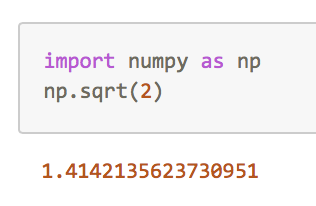 import numpy as np
np.sqrt(2)
1.4142135623730951